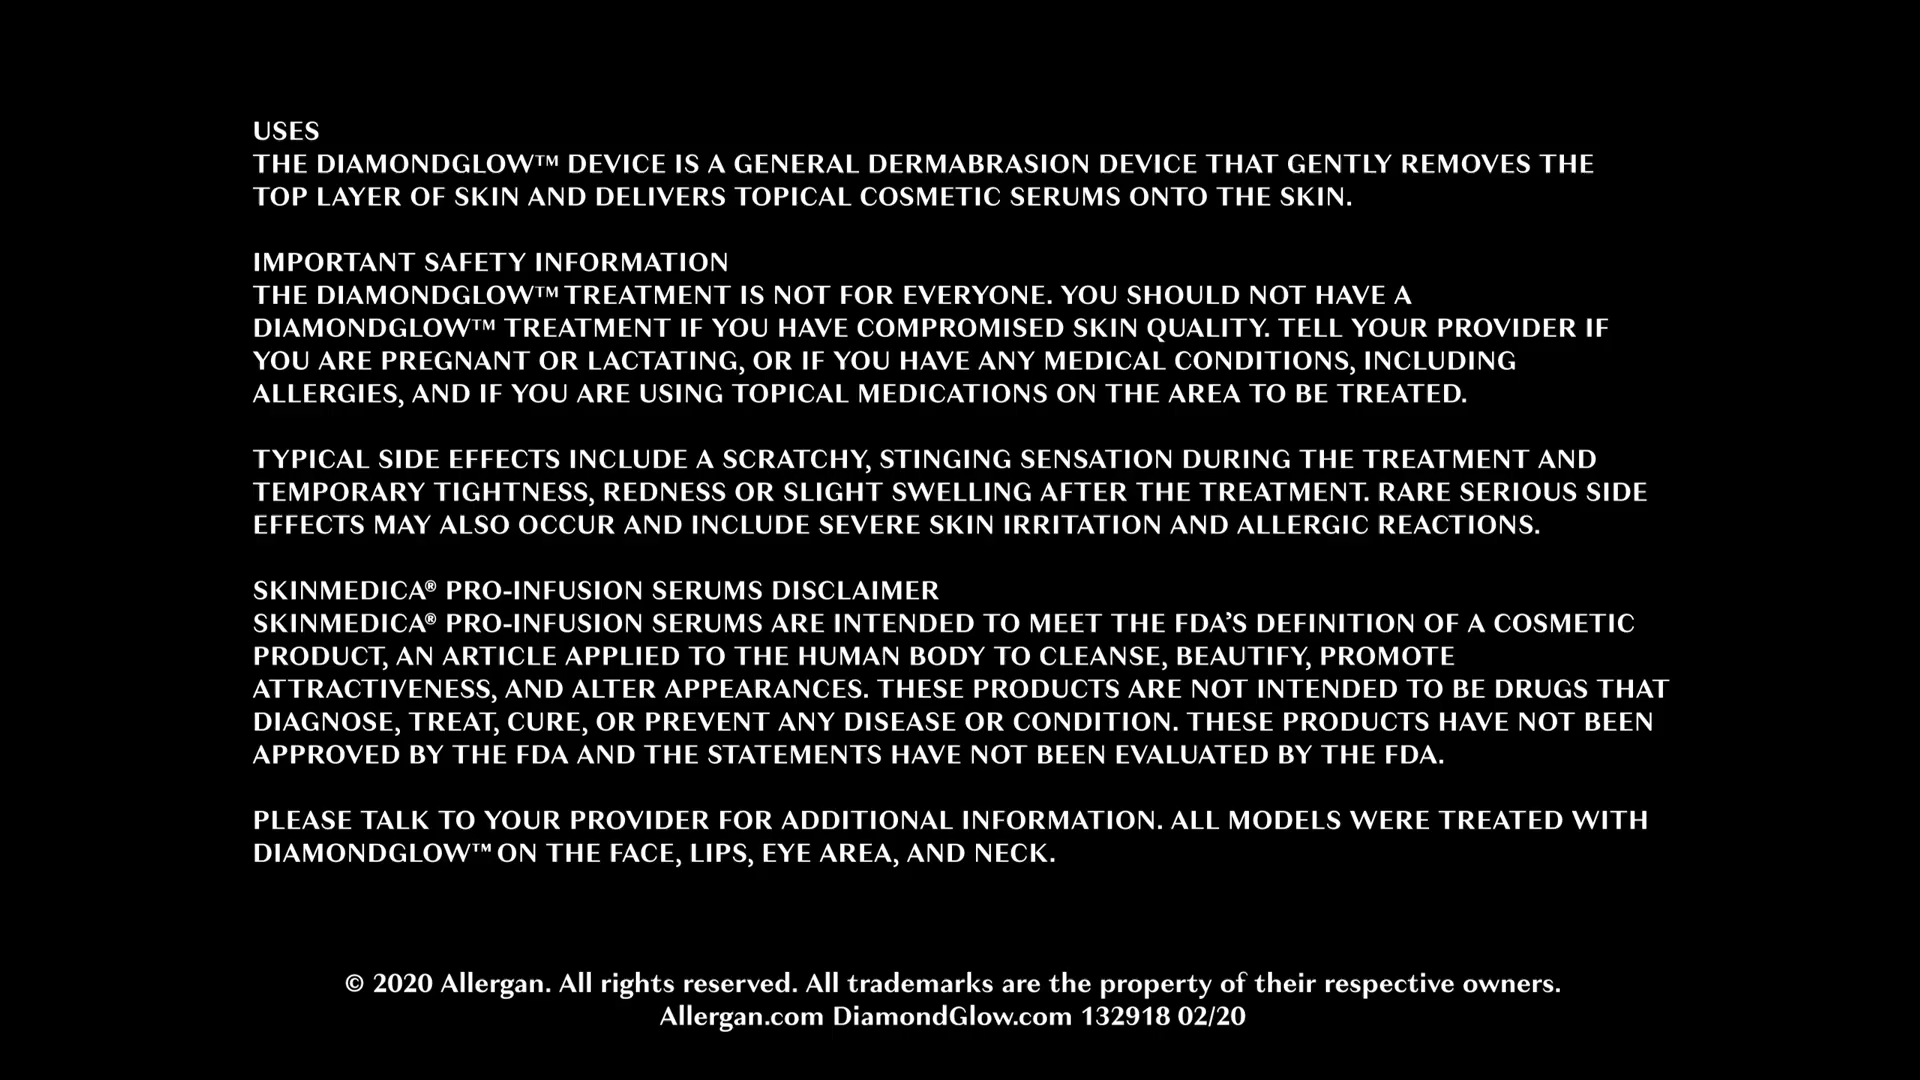 USES
THE DIAMONDGLOW™ DEVICE IS A GENERAL DERMABRASION DEVICE THAT GENTLY REMOVES THE
TOP LAYER OF SKIN AND DELIVERS TOPICAL COSMETIC SERUMS ONTO THE SKIN.
IMPORTANT SAFETY INFORMATION
THE DIAMONDGLOW™ TREATMENT IS NOT FOR EVERYONE. YOU SHOULD NOT HAVE A
DIAMONDGLOW™ TREATMENT IF YOU HAVE COMPROMISED SKIN QUALITY. TELL YOUR PROVIDER IF
YOU ARE PREGNANT OR LACTATING, OR IF YOU HAVE ANY MEDICAL CONDITIONS, INCLUDING
ALLERGIES, AND IF YOU ARE USING TOPICAL MEDICATIONS ON THE AREA TO BE TREATED.
TYPICAL SIDE EFFECTS INCLUDE A SCRATCHY, STINGING SENSATION DURING THE TREATMENT AND
TEMPORARY TIGHTNESS, REDNESS OR SLIGHT SWELLING AFTER THE TREATMENT. RARE SERIOUS SIDE
EFFECTS MAY ALSO OCCUR AND INCLUDE SEVERE SKIN IRRITATION AND ALLERGIC REACTIONS.
SKINMEDICA® PRO-INFUSION SERUMS DISCLAIMER
SKINMEDICA® PRO-INFUSION SERUMS ARE INTENDED TO MEET THE FDA’S DEFINITION OF A COSMETIC
PRODUCT, AN ARTICLE APPLIED TO THE HUMAN BODY TO CLEANSE, BEAUTIFY, PROMOTE
ATTRACTIVENESS, AND ALTER APPEARANCES. THESE PRODUCTS ARE NOT INTENDED TO BE DRUGS THAT
DIAGNOSE, TREAT, CURE, OR PREVENT ANY DISEASE OR CONDITION. THESE PRODUCTS HAVE NOT BEEN
APPROVED BY THE FDA AND THE STATEMENTS HAVE NOT BEEN EVALUATED BY THE FDA.
PLEASE TALK TO YOUR PROVIDER FOR ADDITIONAL INFORMATION. ALL MODELS WERE TREATED WITH
DIAMONDGLOW™ ON THE FACE, LIPS, EYE AREA, AND NECK.
© 2020 Allergan. All rights reserved. All trademarks are the property of their respective owners.
Allergan.com DiamondGlow.com 132918 02/20